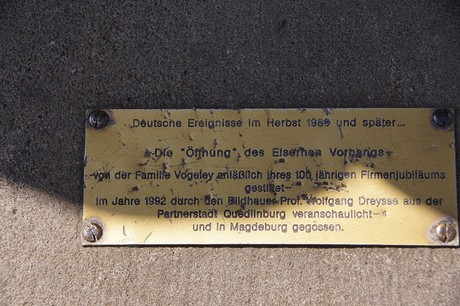 Deutsche Ereignisse im Herbst 1989 und später...
-Die "Öffnung" des Eisernen Vorhangs-
-von der Familie Vogeley anläßlich ihres 100 jährigen Firmenjubiläums
gestiftet-
-im Jahre 1992 durch den Bildhauer Prof. Wolfgang Dreysse aus der
Partnerstadt Quedlinburg veranschaulicht-
und in Magdeburg gegossen.